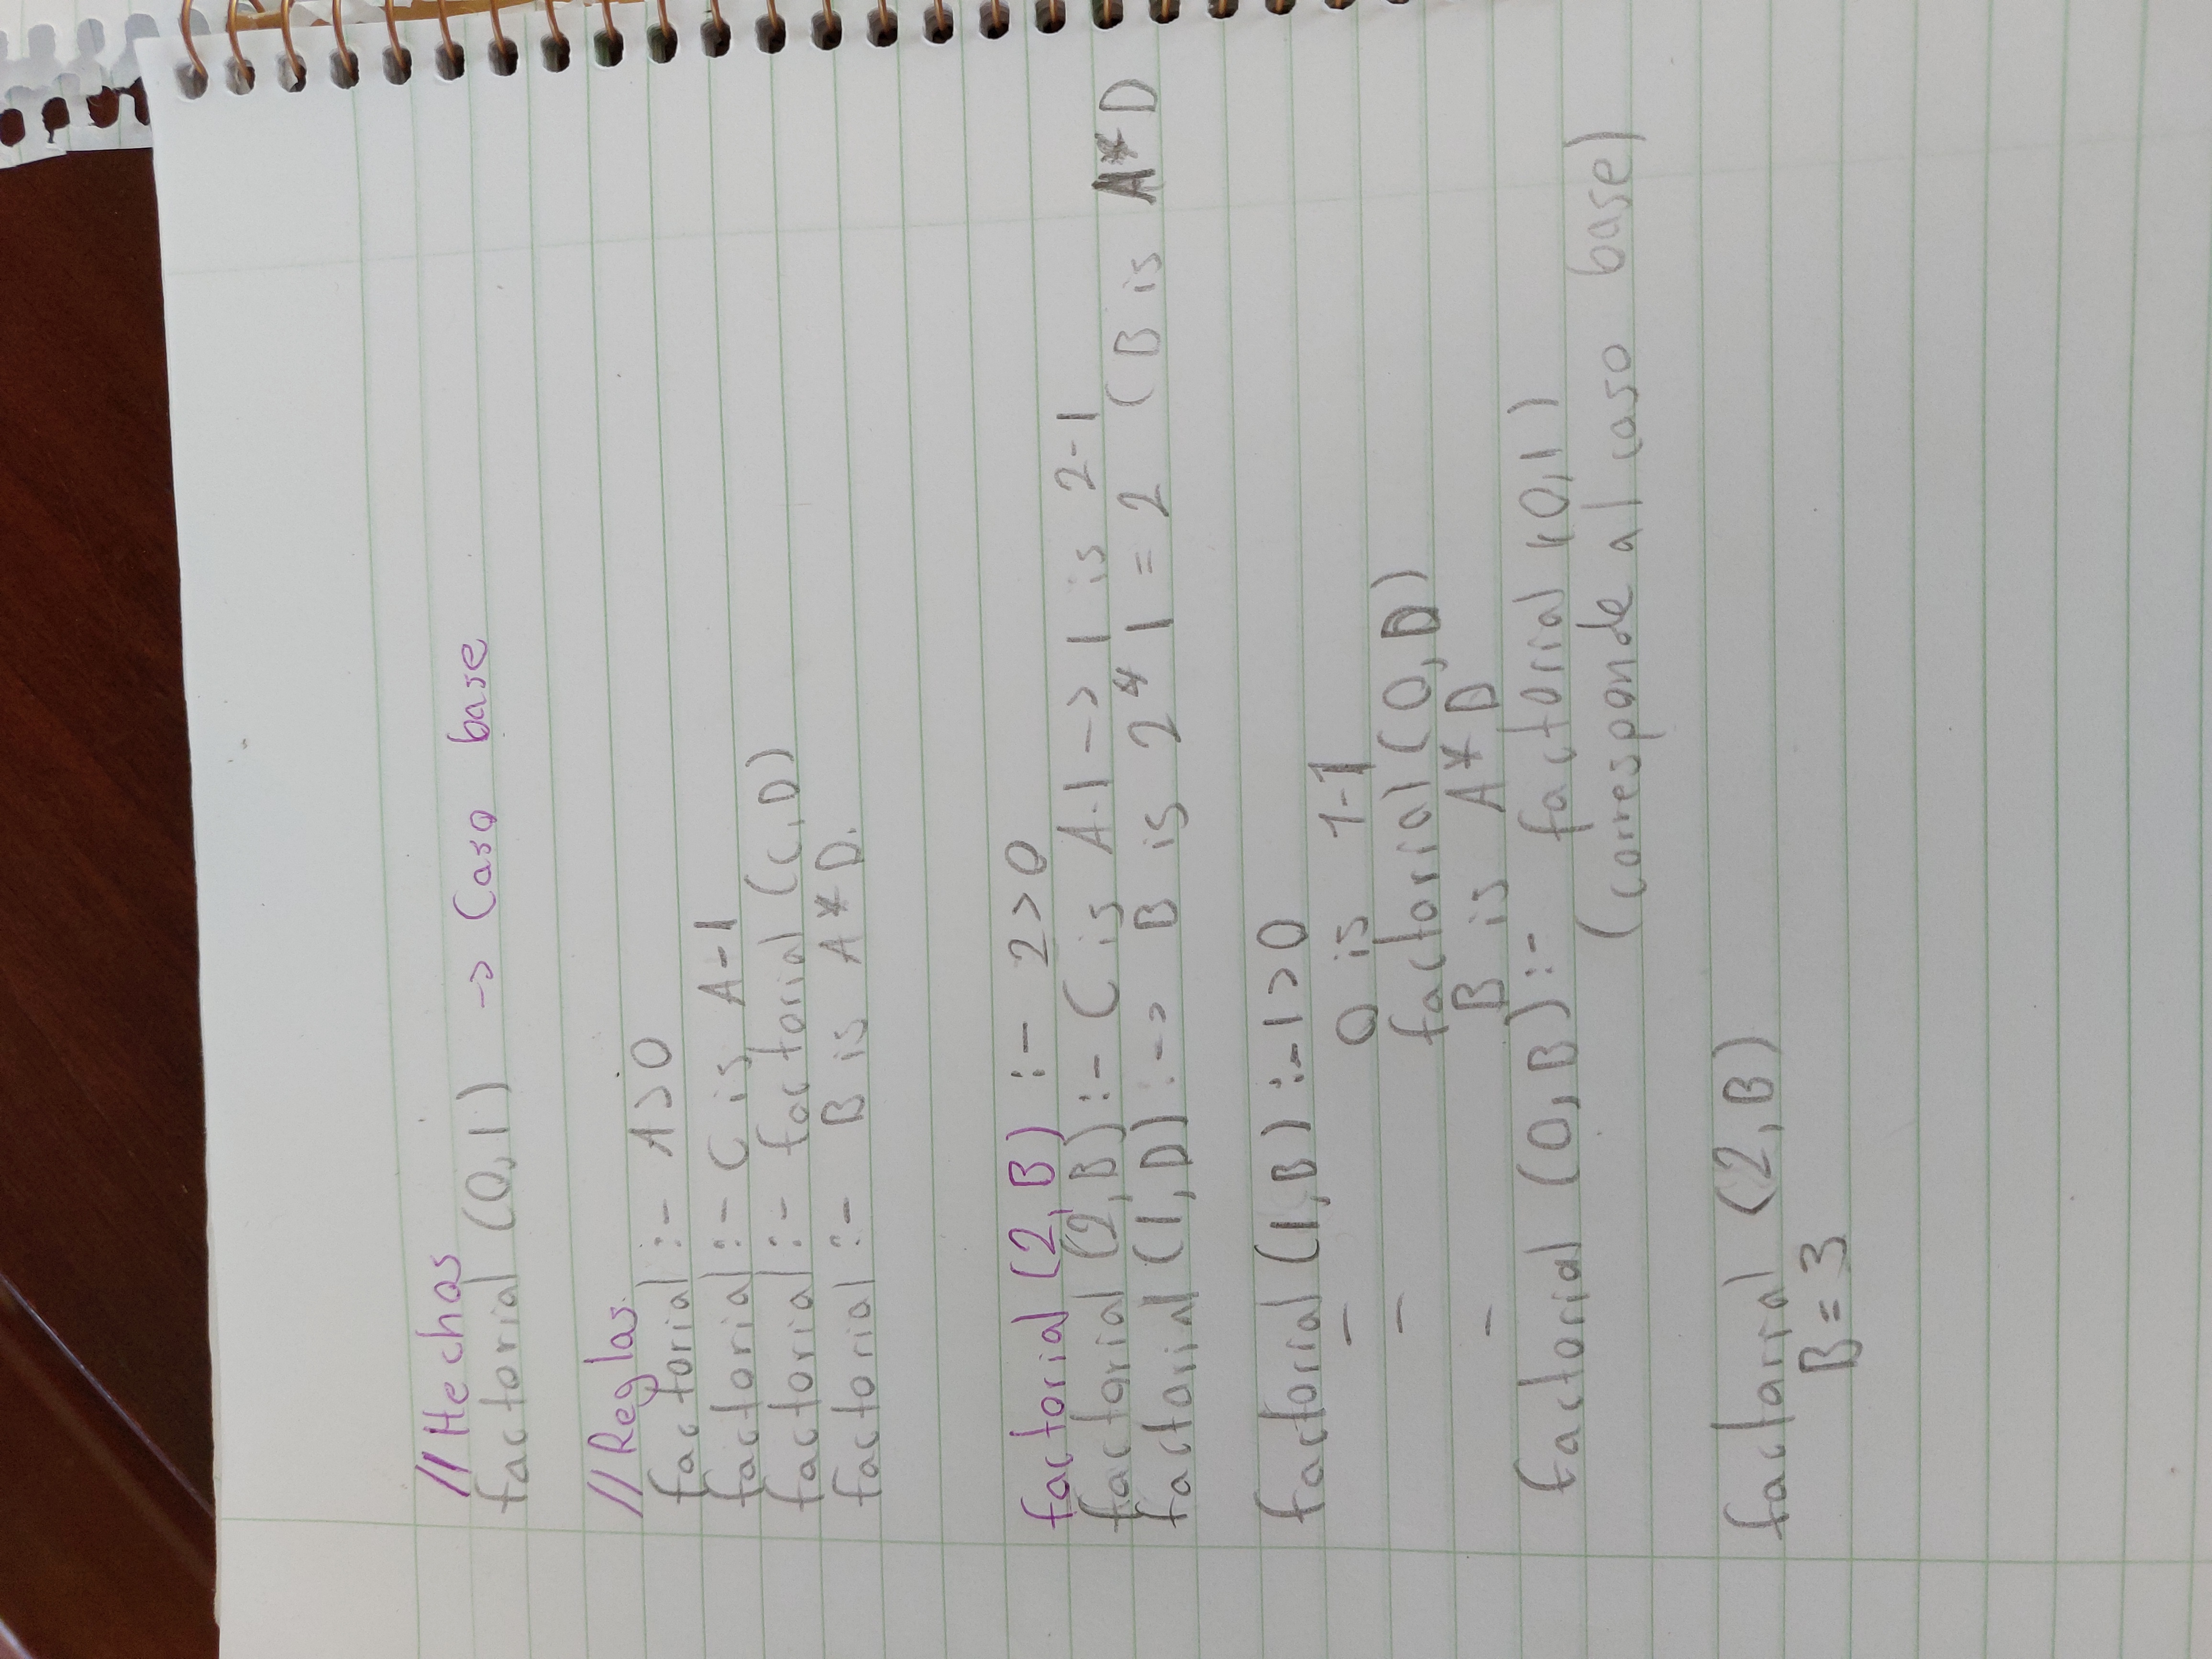 //Hechos
factorial (0,1) -> Caso base
//Reglas.
factorial :- A>0
factorial :- C is A-1
factorial :- factorial (C,D)
factorial :- B is A*D.
factorial (2,B) :- 2>0
factorial (2,B) :- C is A-1 -> 1 is 2-1
factorial (1,D) :-> B is 2*1 = 2 (B is A*D
factorial (1,B) :- 1>0
- 0 is 1-1
- factorial (0,D)
- B is A*D
factorial (0,B) :- factorial (0,1)
(corresponde al caso base)
factorial (2,B)
B = 3